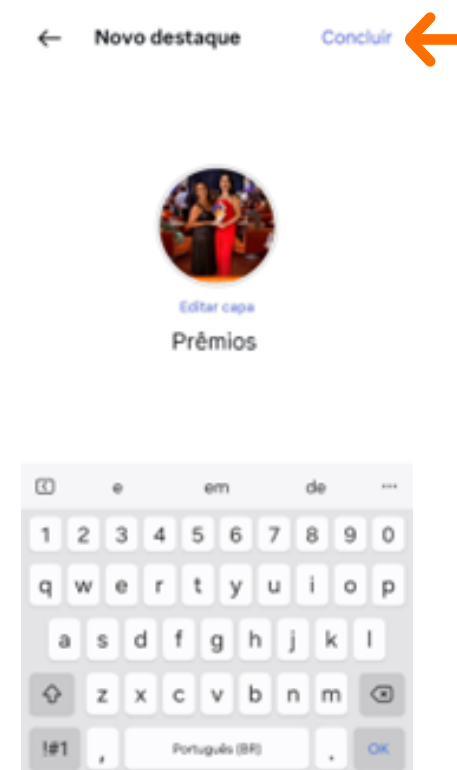 Novo destaque Concluir
Editar capa
Prêmios
e em de ...
1 2 3 4 5 6 7 8 9 0
q w e r t y u i o p
a s d f g h j k l
z x c v b n m
!#1 , Português (BR) . OK